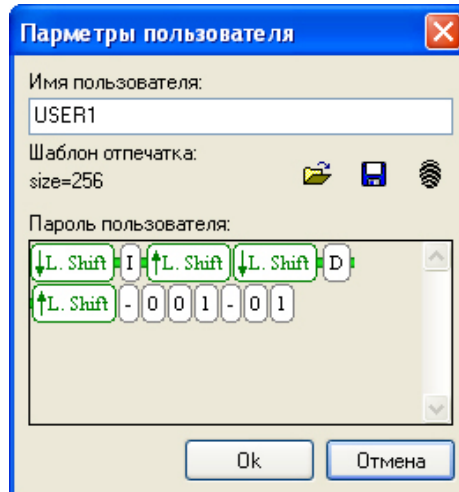 Парметры пользователя
Имя пользователя:
USER1
Шаблон отпечатка:
size=256
Пароль пользователя:
↓L. Shift I ↑L. Shift ↓L. Shift D
↑L. Shift - 0 0 1 - 0 1
Ok Отмена